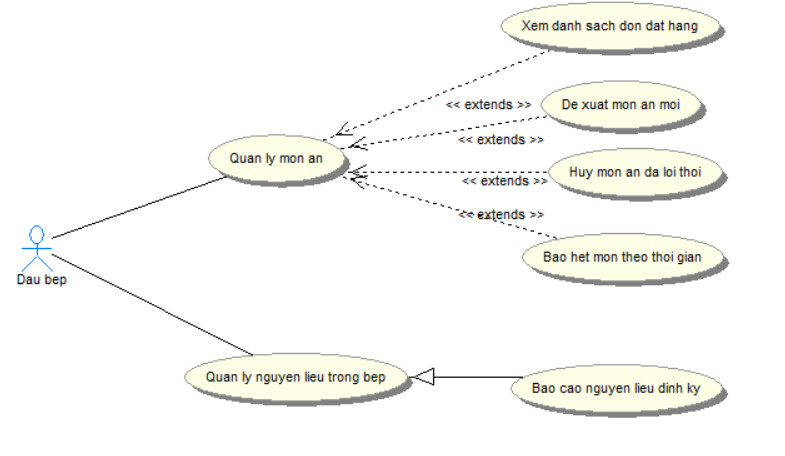 Xem danh sach don dat hang
<< extends >>
De xuat mon an moi
<< extends >>
Quan ly mon an
Huy mon an da loi thoi
<< extends >>
<< extends >>
Bao het mon theo thoi gian
Dau bep
Quan ly nguyen lieu trong bep
Bao cao nguyen lieu dinh ky